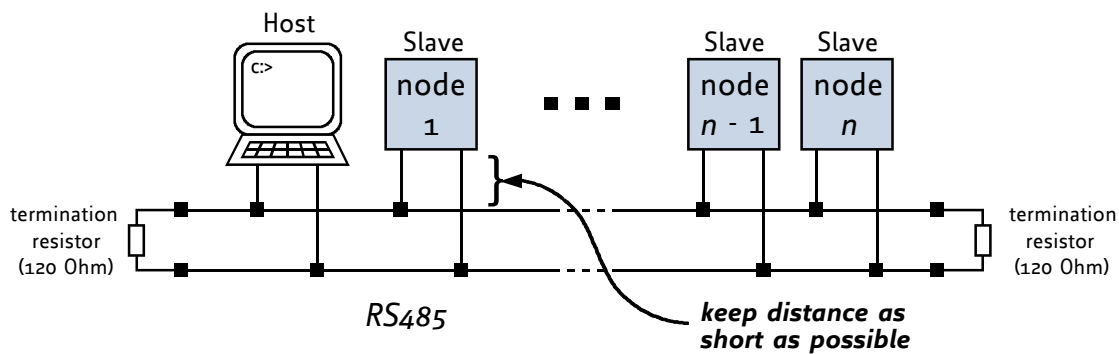 Host
C:>
Slave
node
1
Slave
node
n - 1
Slave
node
n
termination
resistor
(120 Ohm)
termination
resistor
(120 Ohm)
RS485
keep distance as
short as possible